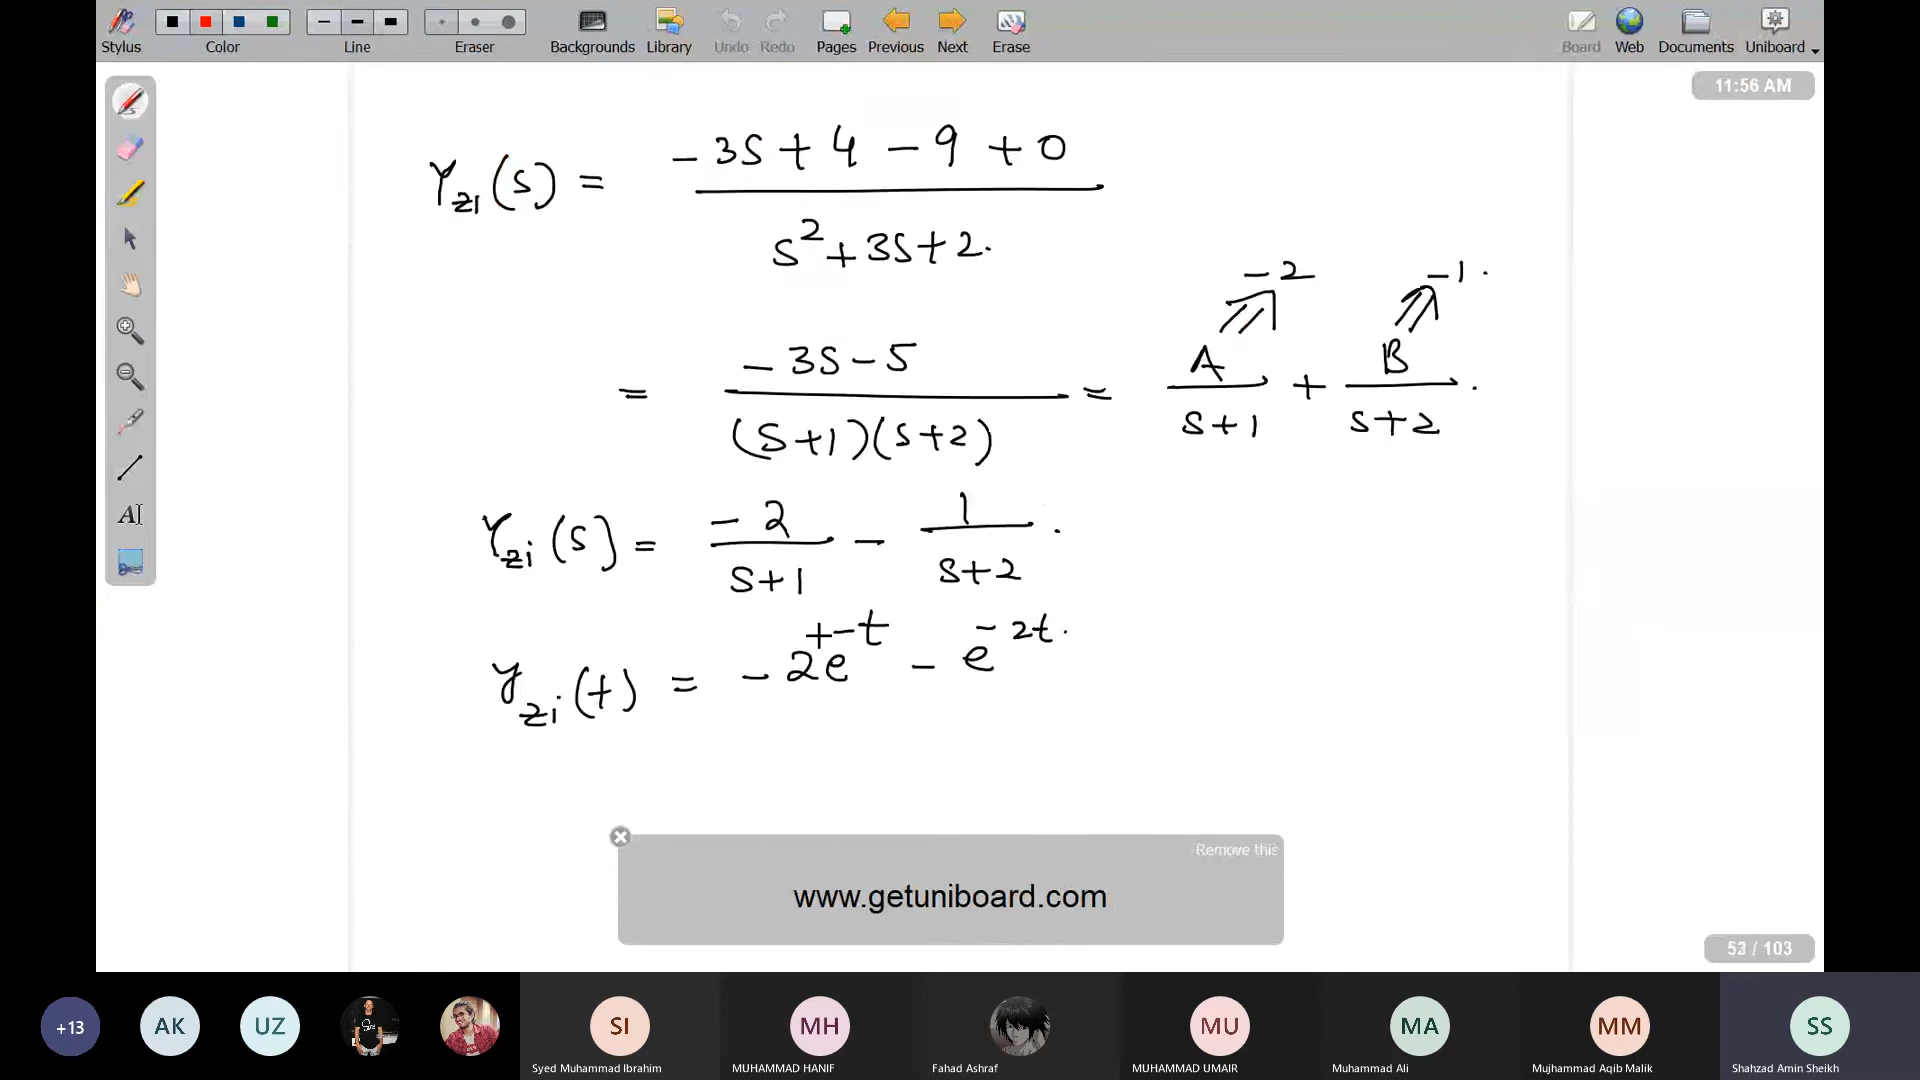 Stylus Color Line Eraser Backgrounds Library Undo Redo Pages Previous Next Erase Board Web Documents Uniboard
11:56 AM
Yzi(s) = -3s + 4 - 9 + 0
s² + 3s + 2.
-2 -1.
= -3s - 5 = A + B.
(s+1)(s+2) s+1 s+2
Yzi(s) = -2 - 1.
s+1 s+2
yzi(t) = -2e^+-t - e^-2t.
Remove this
www.getuniboard.com
53 / 103
+13 AK UZ SI MH MU MA MM SS
Syed Muhammad Ibrahim MUHAMMAD HANIF Fahad Ashraf MUHAMMAD UMAIR Muhammad Ali Mujhammad Aqib Malik Shahzad Amin Sheikh